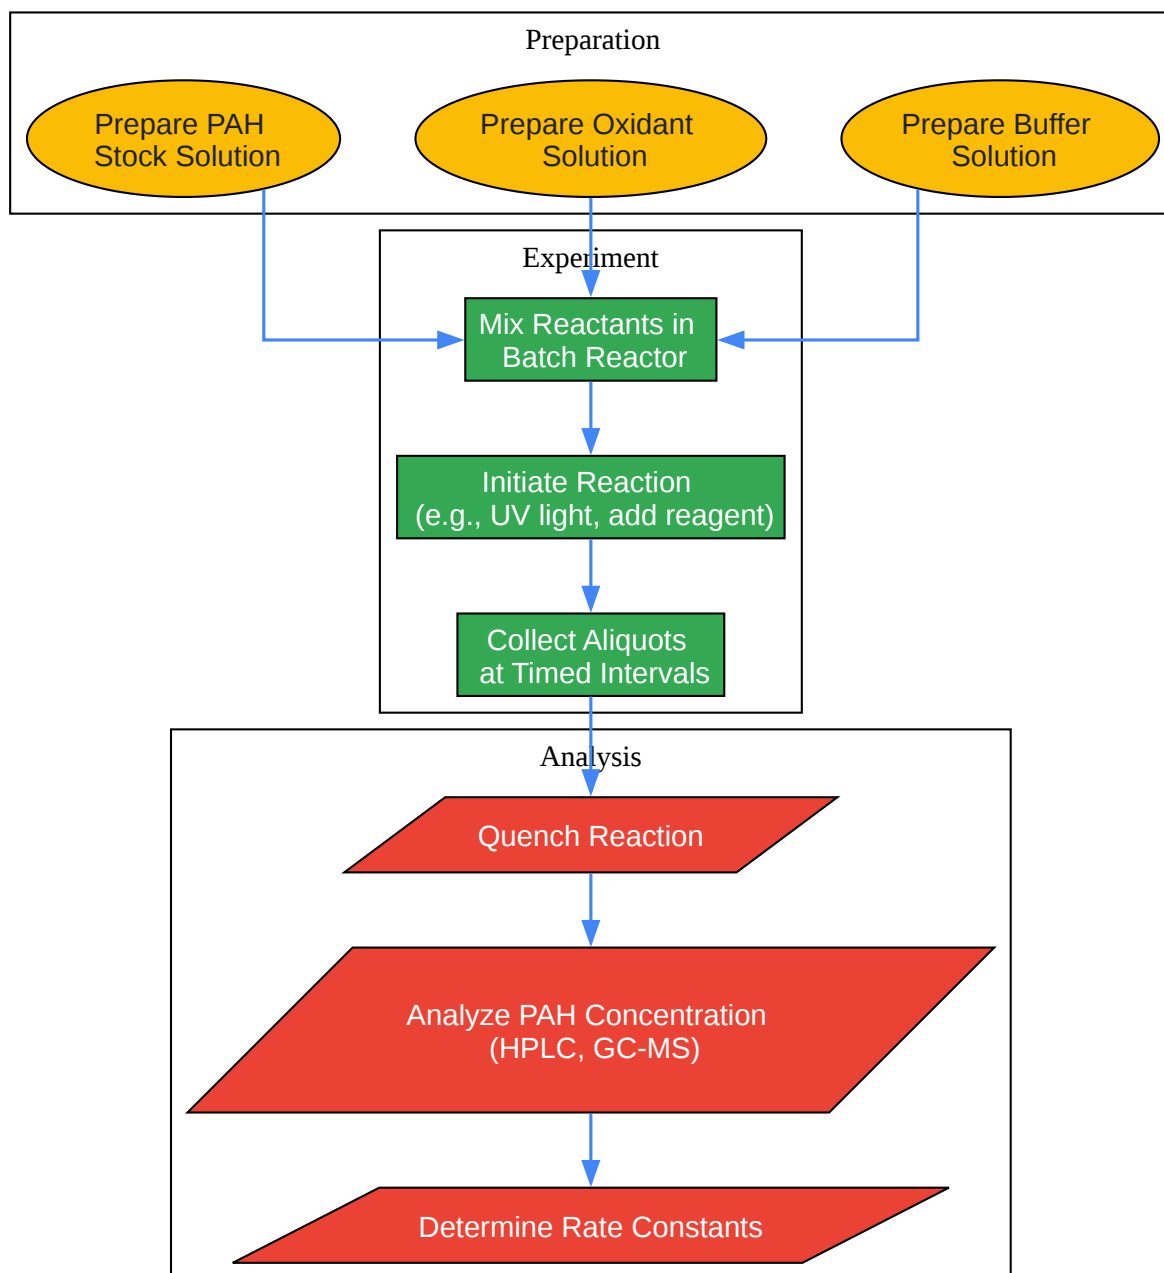 Preparation
Prepare PAH
Stock Solution
Prepare Oxidant
Solution
Prepare Buffer
Solution
Experiment
Mix Reactants in
Batch Reactor
Initiate Reaction
(e.g., UV light, add reagent)
Collect Aliquots
at Timed Intervals
Analysis
Quench Reaction
Analyze PAH Concentration
(HPLC, GC-MS)
Determine Rate Constants